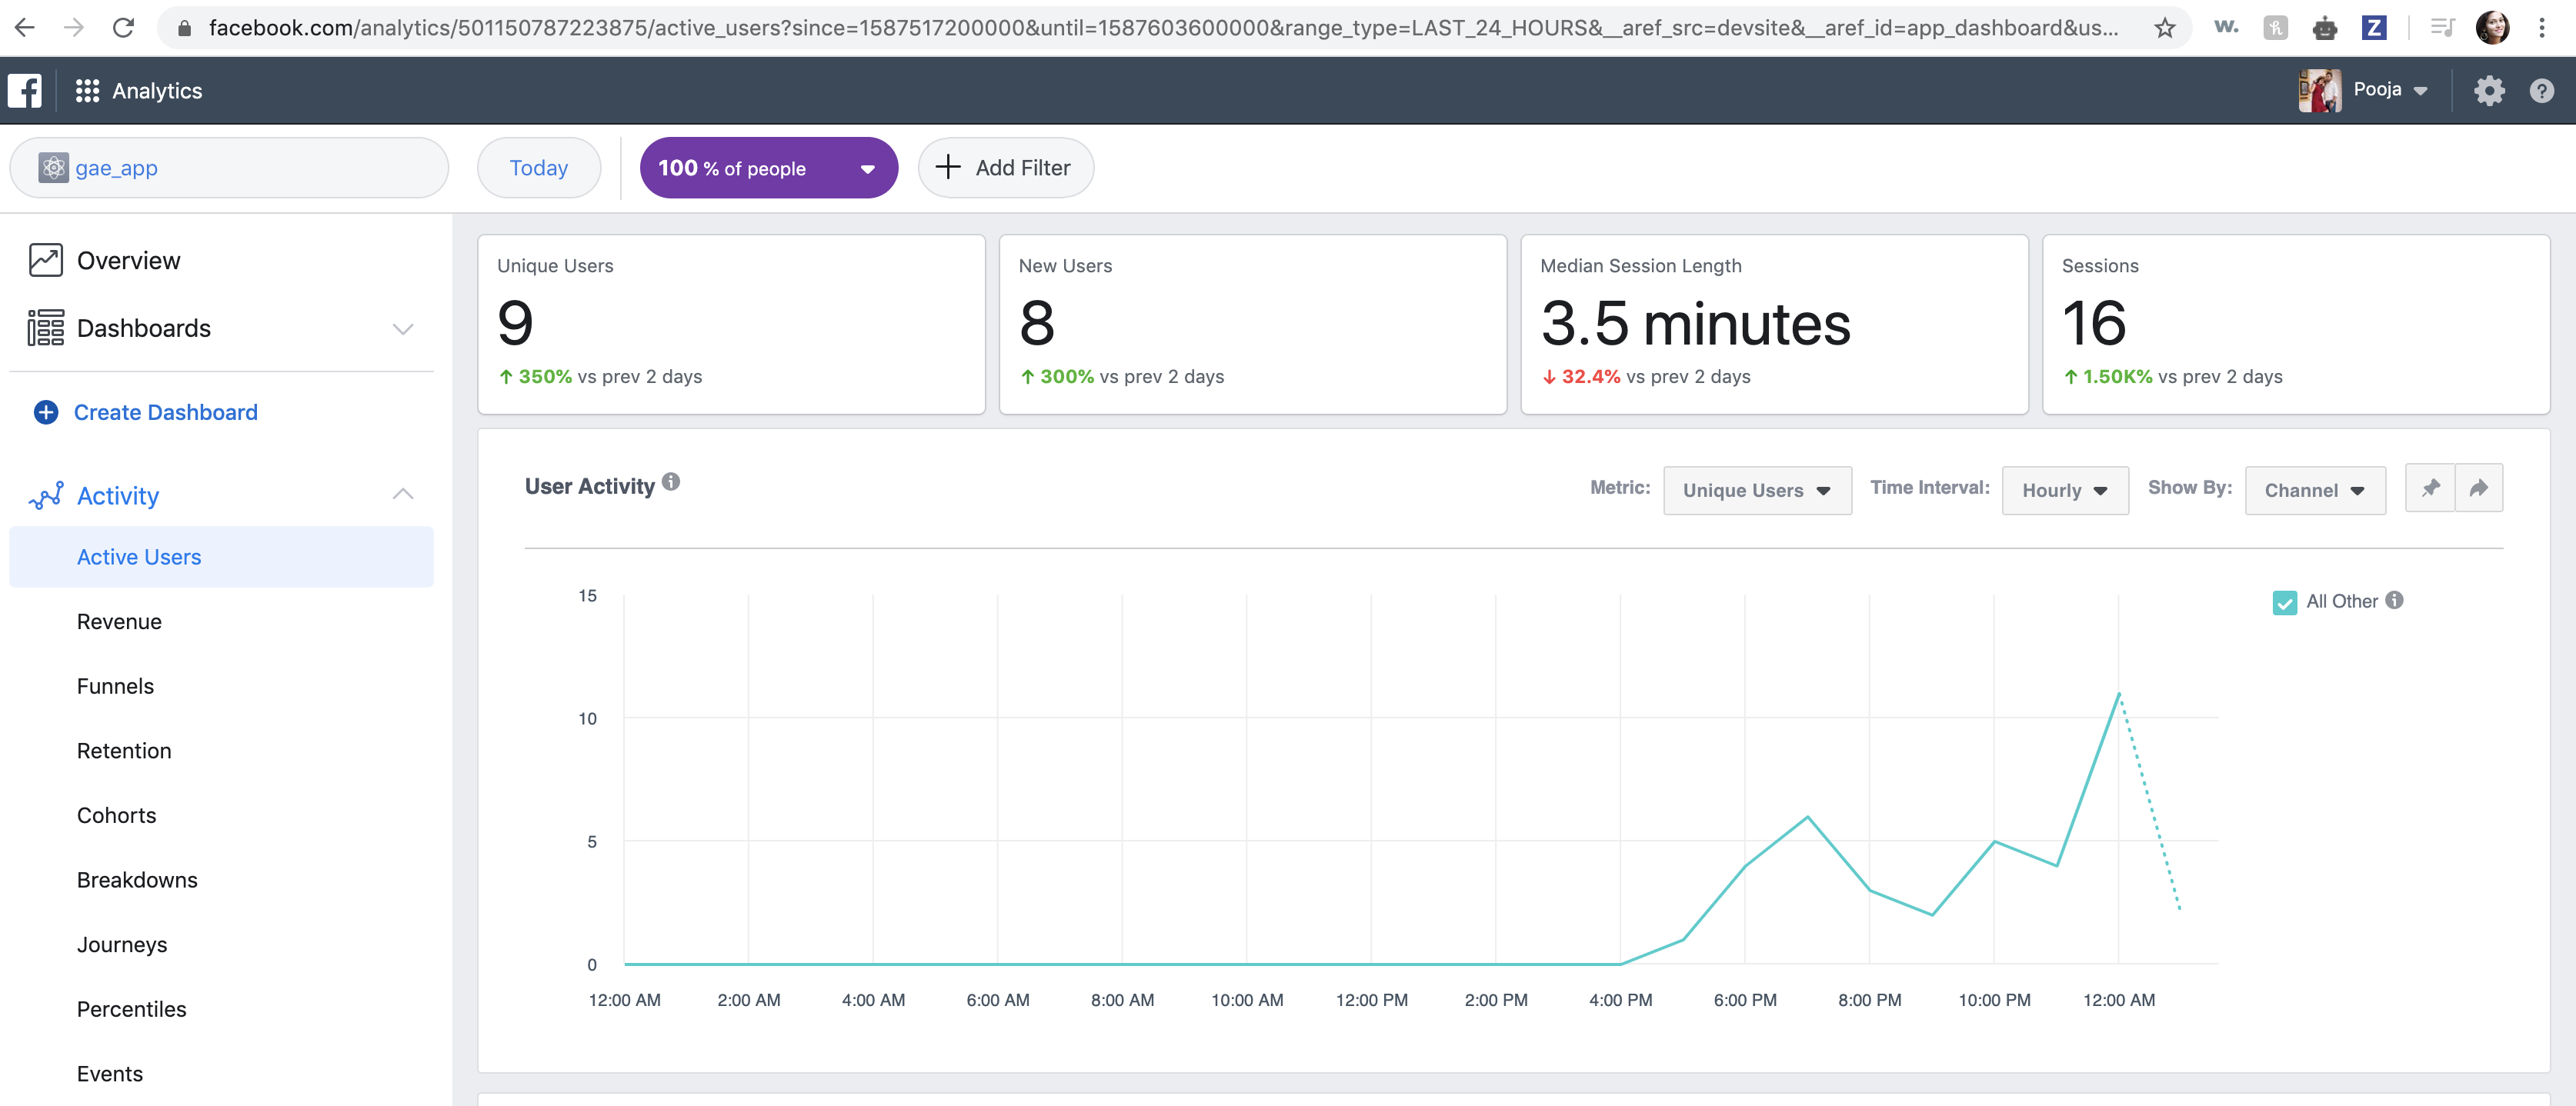 facebook.com/analytics/501150787223875/active_users?since=1587517200000&until=1587603600000&range_type=LAST_24_HOURS&__aref_src=devsite&__aref_id=app_dashboard&us...
w.
Z
Analytics
Pooja
gae_app
Today
100 % of people
Add Filter
Overview
Dashboards
Create Dashboard
Activity
Active Users
Revenue
Funnels
Retention
Cohorts
Breakdowns
Journeys
Percentiles
Events
Unique Users
9
350% vs prev 2 days
New Users
8
300% vs prev 2 days
Median Session Length
3.5 minutes
32.4% vs prev 2 days
Sessions
16
1.50K% vs prev 2 days
User Activity
Metric: Unique Users Time Interval: Hourly Show By: Channel
All Other
15
10
5
0
12:00 AM 2:00 AM 4:00 AM 6:00 AM 8:00 AM 10:00 AM 12:00 PM 2:00 PM 4:00 PM 6:00 PM 8:00 PM 10:00 PM 12:00 AM